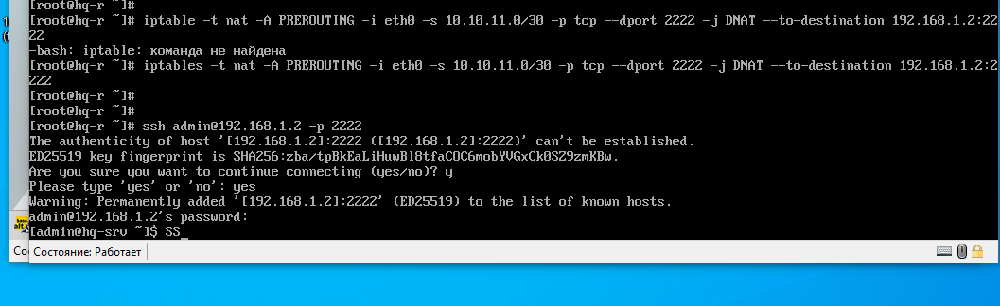 [root@hq-r ~]#
[root@hq-r ~]# iptable -t nat -A PREROUTING -i eth0 -s 10.10.11.0/30 -p tcp --dport 2222 -j DNAT --to-destination 192.168.1.2:22
22
-bash: iptable: команда не найдена
[root@hq-r ~]# iptables -t nat -A PREROUTING -i eth0 -s 10.10.11.0/30 -p tcp --dport 2222 -j DNAT --to-destination 192.168.1.2:2
222
[root@hq-r ~]#
[root@hq-r ~]#
[root@hq-r ~]# ssh admin@192.168.1.2 -p 2222
The authenticity of host '[192.168.1.2]:2222 ([192.168.1.2]:2222)' can't be established.
ED25519 key fingerprint is SHA256:zba/tpBkEaLiHuwBl8tfaCOC6mobYVGxCk0S29zmKBw.
Are you sure you want to continue connecting (yes/no)? y
Please type 'yes' or 'no': yes
Warning: Permanently added '[192.168.1.2]:2222' (ED25519) to the list of known hosts.
admin@192.168.1.2's password:
[admin@hq-srv ~]$ SS_
Состояние: Работает
base
alt
Со